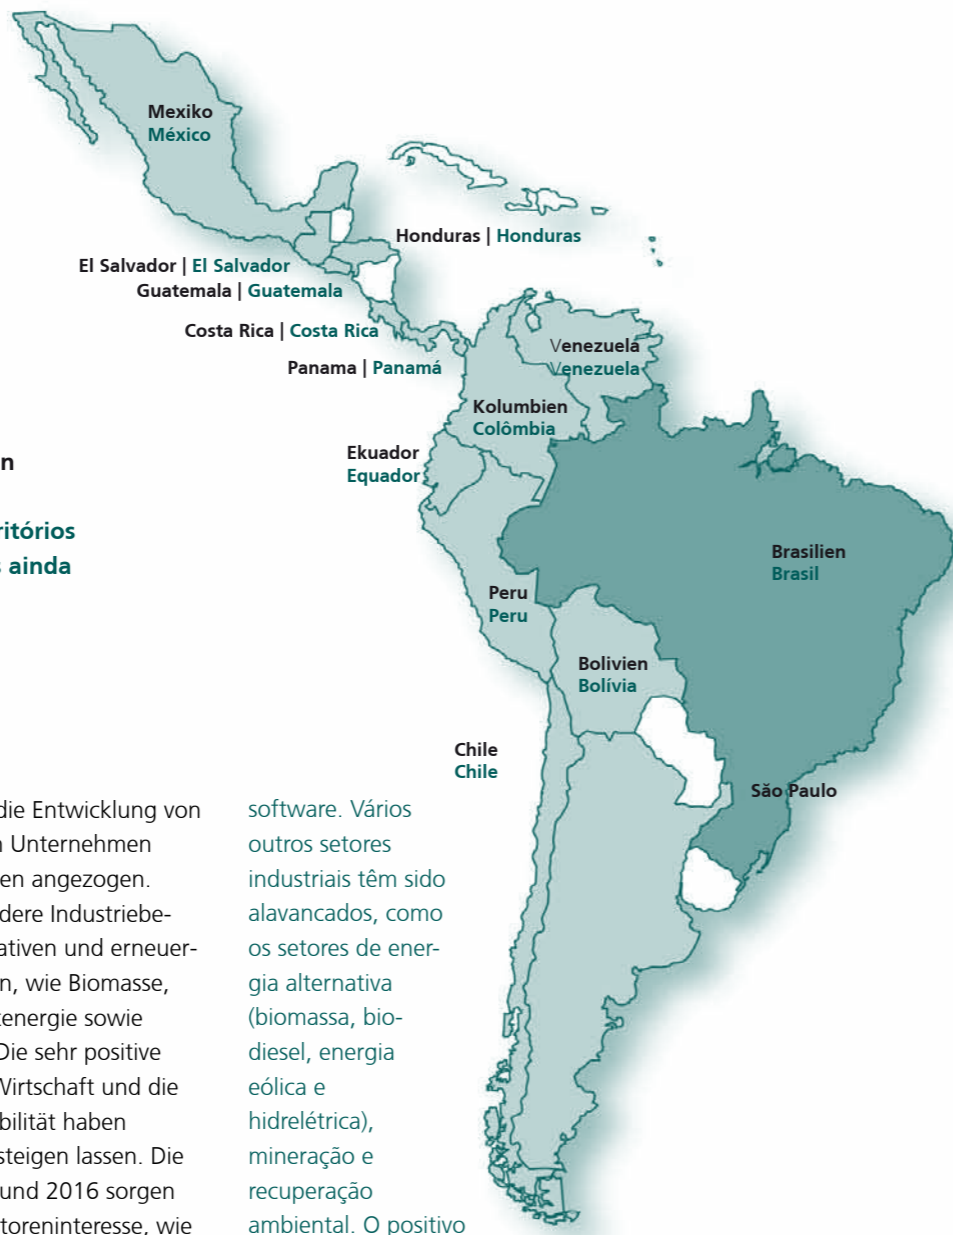 Mexiko
México
Honduras | Honduras
El Salvador | El Salvador
Guatemala | Guatemala
Costa Rica | Costa Rica
Panama | Panamá
Venezuela
Venezuela
Kolumbien
Colômbia
Ekuador
Equador
Brasilien
Brasil
Peru
Peru
Bolivien
Bolívia
Chile
Chile
São Paulo
n
ritórios
s ainda
die Entwicklung von
n Unternehmen
en angezogen.
dere Industriebe-
ativen und erneuer-
n, wie Biomasse,
kenergie sowie
Die sehr positive
Wirtschaft und die
bilität haben
steigen lassen. Die
und 2016 sorgen
toreninteresse, wie
software. Vários
outros setores
industriais têm sido
alavancados, como
os setores de ener-
gia alternativa
(biomassa, bio-
diesel, energia
eólica e
hidrelétrica),
mineração e
recuperação
ambiental. O positivo